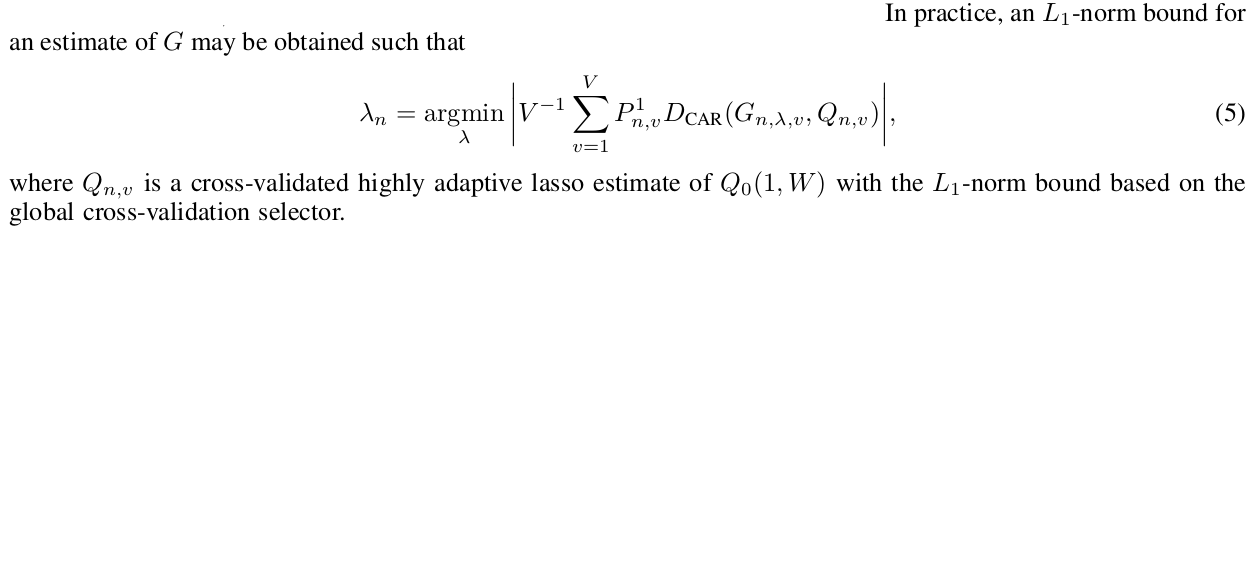 In practice, an $L_1$-norm bound for
an estimate of $G$ may be obtained such that
$$\lambda_n = \underset{\lambda}{\operatorname{argmin}} \left| V^{-1} \sum_{v=1}^{V} P_{n,v}^1 D_{\text{CAR}}(G_{n,\lambda,v}, Q_{n,v}) \right|, \quad (5)$$
where $Q_{n,v}$ is a cross-validated highly adaptive lasso estimate of $Q_0(1, W)$ with the $L_1$-norm bound based on the
global cross-validation selector.